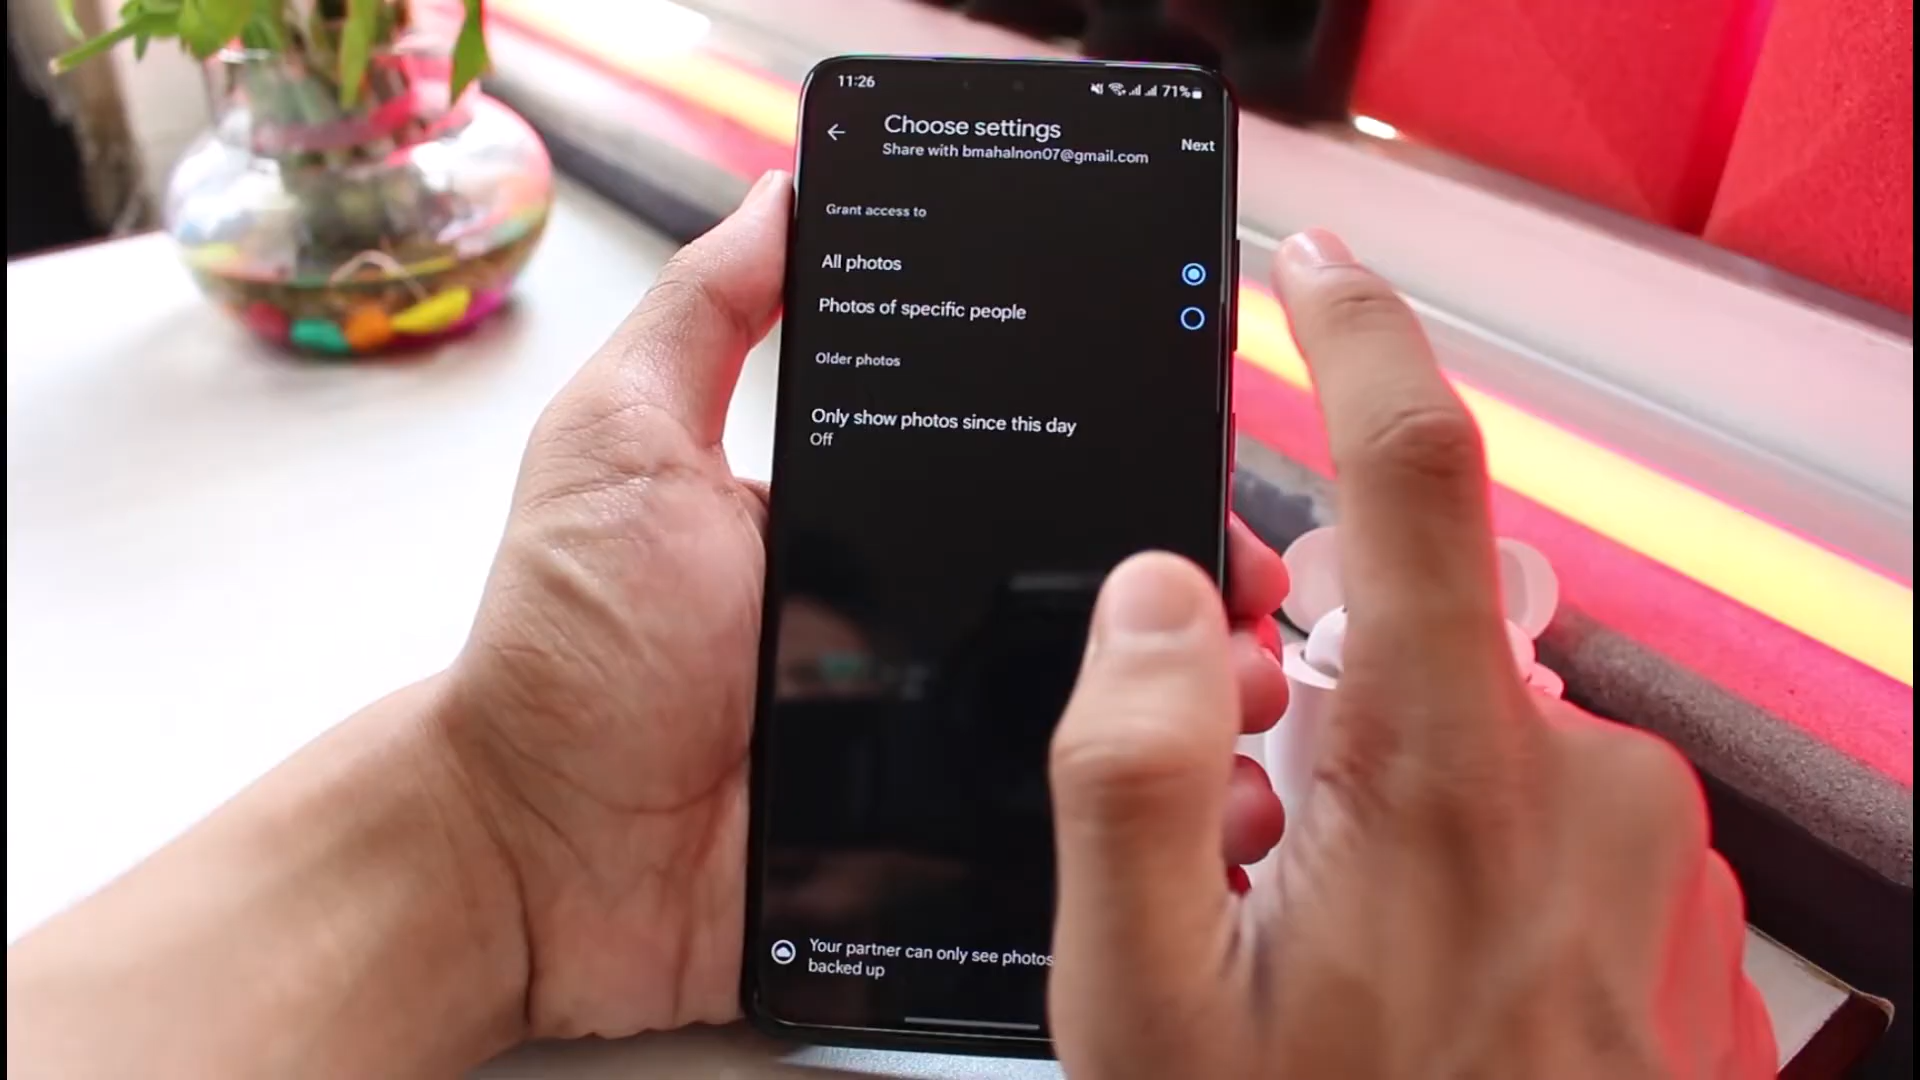 11:26
71%
Choose settings
Share with bmahalnon07@gmail.com
Next
Grant access to
All photos
Photos of specific people
Older photos
Only show photos since this day
Off
Your partner can only see photos
backed up